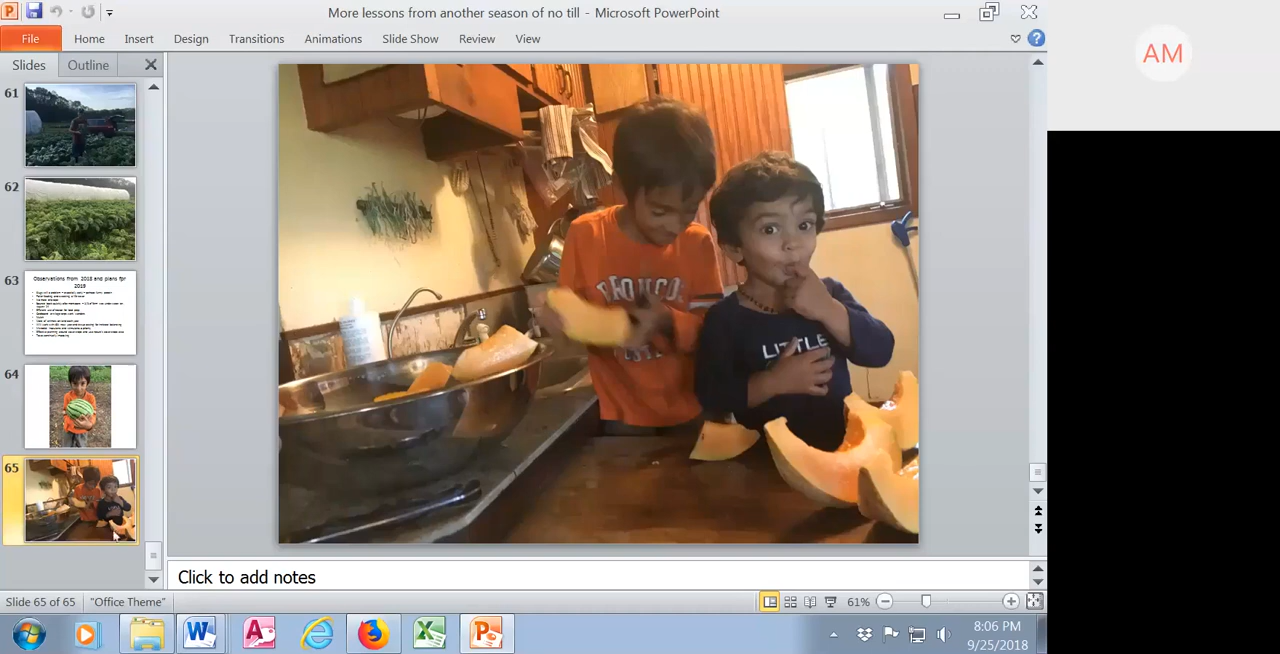 More lessons from another season of no till - Microsoft PowerPoint
File Home Insert Design Transitions Animations Slide Show Review View
AM
Slides Outline
61
62
63
Observations from 2018 and plans for
2019
64
65
BRONCOS
LITTLE
Click to add notes
Slide 65 of 65 "Office Theme" 61%
8:06 PM
9/25/2018